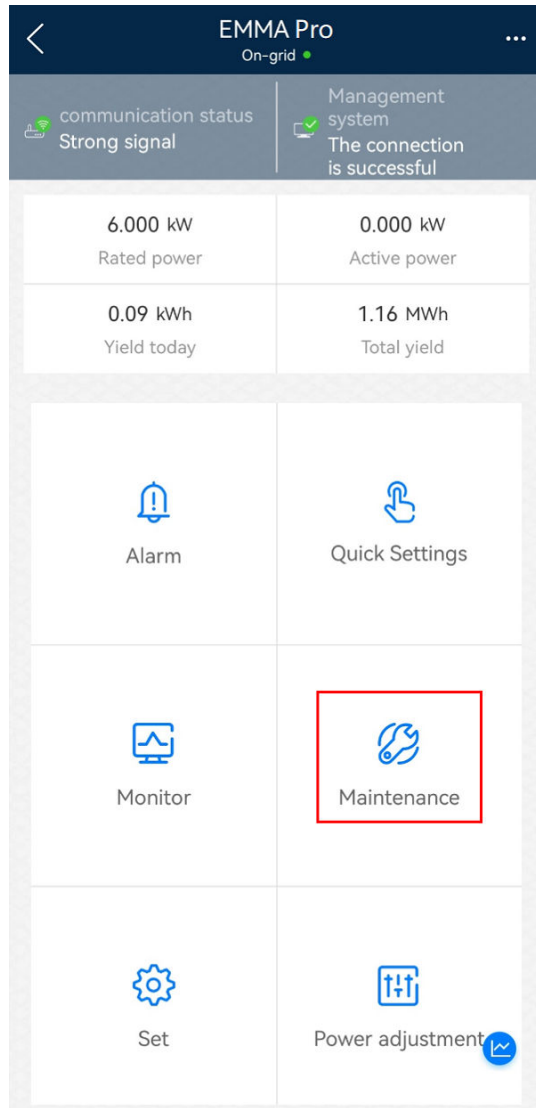 EMMA Pro
On-grid
communication status
Strong signal
Management
system
The connection
is successful
6.000 kW
Rated power
0.000 kW
Active power
0.09 kWh
Yield today
1.16 MWh
Total yield
Alarm
Quick Settings
Monitor
Maintenance
Set
Power adjustment